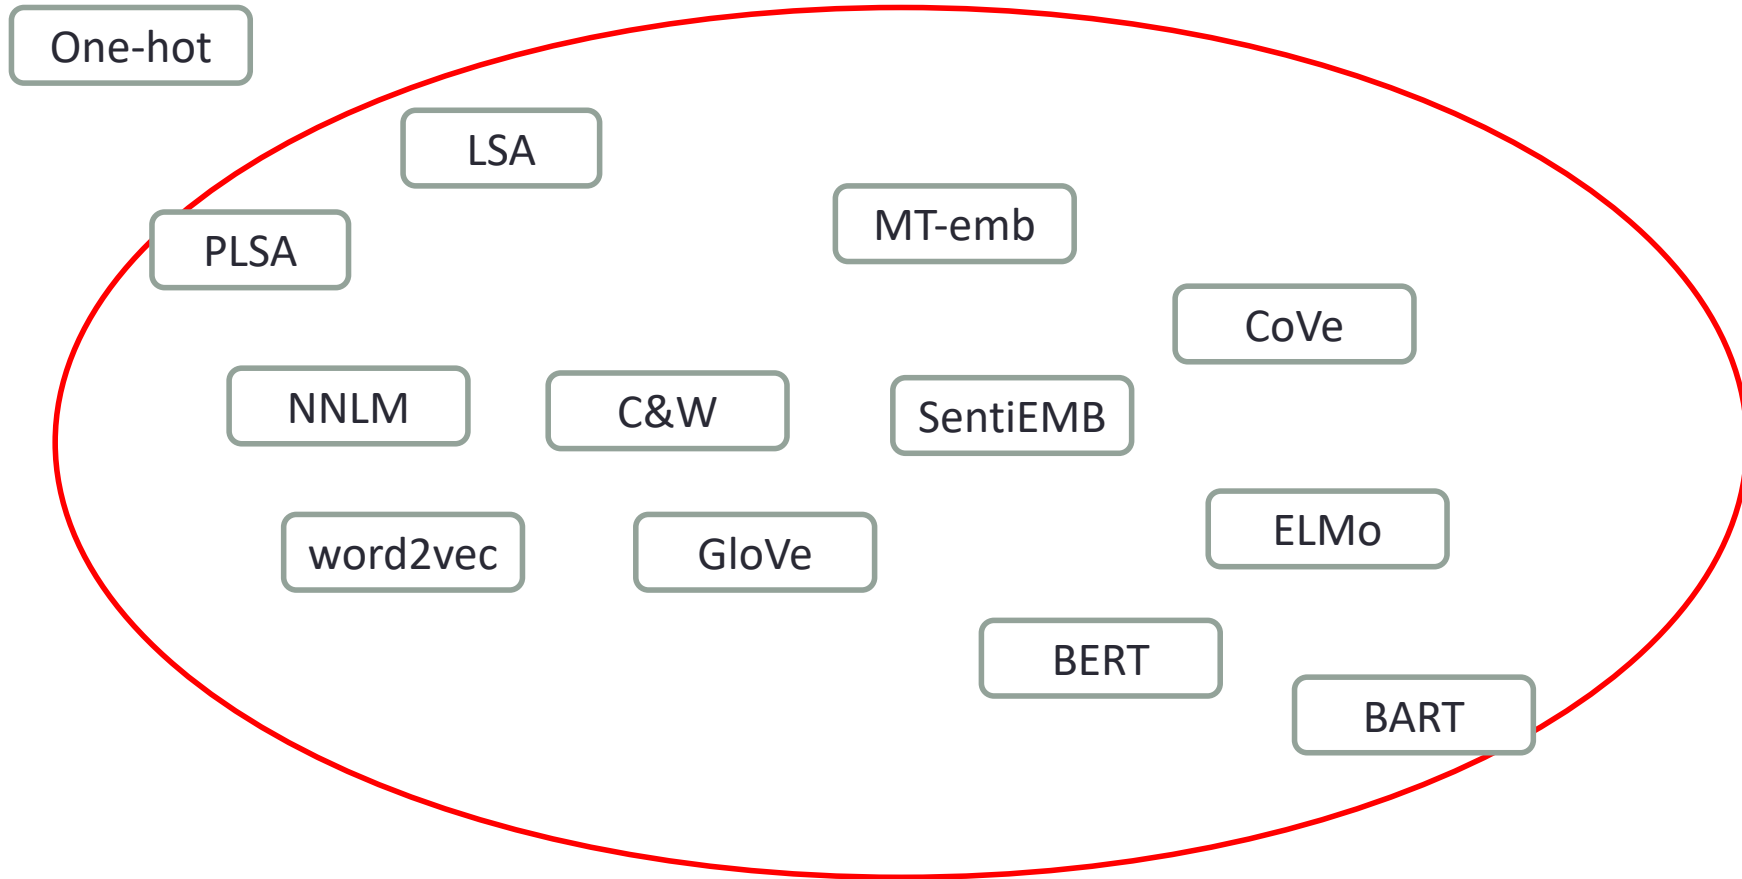 One-hot
LSA
MT-emb
PLSA
CoVe
NNLM
C&W
SentiEMB
word2vec
GloVe
ELMo
BERT
BART